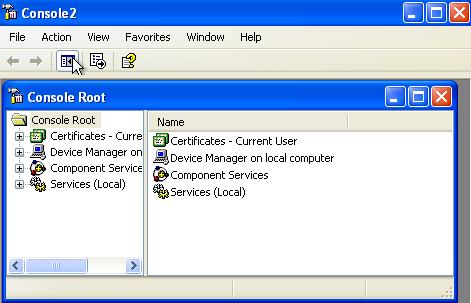 Console2
File Action View Favorites Window Help
Console Root
Console Root
Certificates - Curre
Device Manager on
Component Service
Services (Local)
Name
Certificates - Current User
Device Manager on local computer
Component Services
Services (Local)